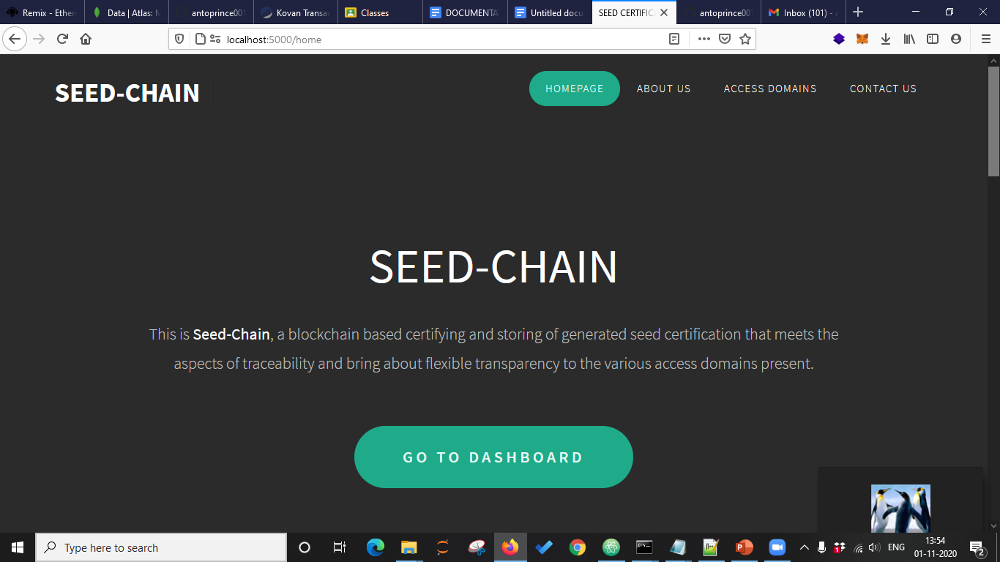 Remix - Ether
Data | Atlas: M
antoprince001
Kovan Transac
Classes
DOCUMENTA
Untitled docu
SEED CERTIFIC
antoprince001
Inbox (101) - a
localhost:5000/home
SEED-CHAIN
HOMEPAGE
ABOUT US
ACCESS DOMAINS
CONTACT US
SEED-CHAIN
This is Seed-Chain, a blockchain based certifying and storing of generated seed certification that meets the
aspects of traceability and bring about flexible transparency to the various access domains present.
GO TO DASHBOARD
Type here to search
ENG
13:54
01-11-2020
2